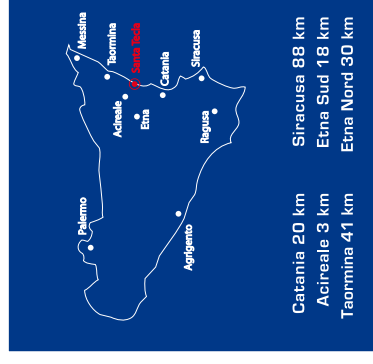 Messina
Palermo
Taormina
Santa Tecla
Acireale
Etna
Catania
Agrigento
Siracusa
Ragusa
Catania 20 km
Acireale 3 km
Taormina 41 km
Siracusa 88 km
Etna Sud 18 km
Etna Nord 30 km